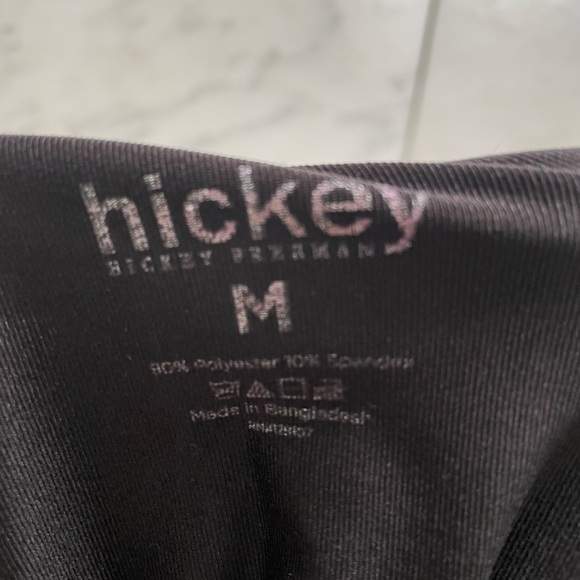 hickey
HICKEY FREEMAN
M
90% Polyester 10% Spandex
Made in Bangladesh